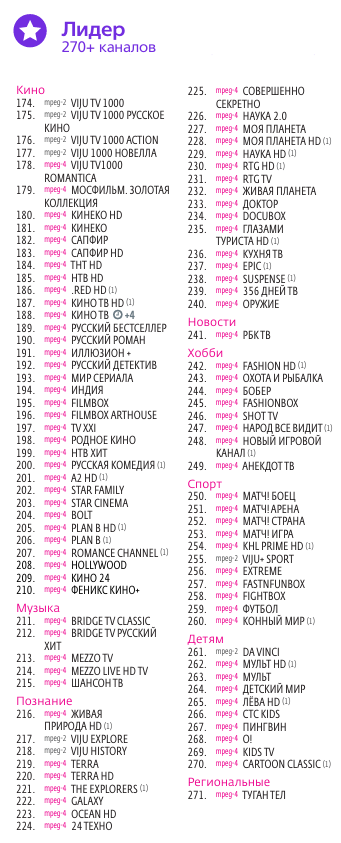 Лидер
270+ каналов
Кино
174. mpeg-2 VIJU TV 1000
175. mpeg-2 VIJU TV 1000 РУССКОЕ
КИНО
176. mpeg-2 VIJU TV 1000 ACTION
177. mpeg-2 VIJU 1000 НОВЕЛЛА
178. mpeg-4 VIJU TV1000
ROMANTICA
179. mpeg-4 МОСФИЛЬМ. ЗОЛОТАЯ
КОЛЛЕКЦИЯ
180. mpeg-4 КИНЕКО HD
181. mpeg-4 КИНЕКО
182. mpeg-4 САПФИР
183. mpeg-4 САПФИР HD
184. mpeg-4 ТНТ HD
185. mpeg-4 НТВ HD
186. mpeg-4 .RED HD (1)
187. mpeg-4 КИНО ТВ HD (1)
188. mpeg-4 КИНО ТВ +4
189. mpeg-4 РУССКИЙ БЕСТСЕЛЛЕР
190. mpeg-4 РУССКИЙ РОМАН
191. mpeg-4 ИЛЛЮЗИОН +
192. mpeg-4 РУССКИЙ ДЕТЕКТИВ
193. mpeg-4 МИР СЕРИАЛА
194. mpeg-4 ИНДИЯ
195. mpeg-4 FILMBOX
196. mpeg-4 FILMBOX ARTHOUSE
197. mpeg-4 TV XXI
198. mpeg-4 РОДНОЕ КИНО
199. mpeg-4 НТВ ХИТ
200. mpeg-4 РУССКАЯ КОМЕДИЯ (1)
201. mpeg-4 A2 HD (1)
202. mpeg-4 STAR FAMILY
203. mpeg-4 STAR CINEMA
204. mpeg-4 BOLT
205. mpeg-4 PLAN B HD (1)
206. mpeg-4 PLAN B (1)
207. mpeg-4 ROMANCE CHANNEL (1)
208. mpeg-4 HOLLYWOOD
209. mpeg-4 КИНО 24
210. mpeg-4 ФЕНИКС КИНО+
Музыка
211. mpeg-4 BRIDGE TV CLASSIC
212. mpeg-4 BRIDGE TV РУССКИЙ
ХИТ
213. mpeg-4 MEZZO TV
214. mpeg-4 MEZZO LIVE HD TV
215. mpeg-4 ШАНСОН ТВ
Познание
216. mpeg-4 ЖИВАЯ
ПРИРОДА HD (1)
217. mpeg-2 VIJU EXPLORE
218. mpeg-2 VIJU HISTORY
219. mpeg-4 TERRA
220. mpeg-4 TERRA HD
221. mpeg-4 THE EXPLORERS (1)
222. mpeg-4 GALAXY
223. mpeg-4 OCEAN HD
224. mpeg-4 24 ТЕХНО
225. mpeg-4 СОВЕРШЕННО
СЕКРЕТНО
226. mpeg-4 НАУКА 2.0
227. mpeg-4 МОЯ ПЛАНЕТА
228. mpeg-4 МОЯ ПЛАНЕТА HD (1)
229. mpeg-4 НАУКА HD (1)
230. mpeg-4 RTG HD (1)
231. mpeg-4 RTG TV
232. mpeg-4 ЖИВАЯ ПЛАНЕТА
233. mpeg-4 ДОКТОР
234. mpeg-4 DOCUBOX
235. mpeg-4 ГЛАЗАМИ
ТУРИСТА HD (1)
236. mpeg-4 КУХНЯ ТВ
237. mpeg-4 EPIC (1)
238. mpeg-4 SUSPENSE (1)
239. mpeg-4 356 ДНЕЙ ТВ
240. mpeg-4 ОРУЖИЕ
Новости
241. mpeg-4 РБК ТВ
Хобби
242. mpeg-4 FASHION HD (1)
243. mpeg-4 ОХОТА И РЫБАЛКА
244. mpeg-4 БОБЕР
245. mpeg-4 FASHIONBOX
246. mpeg-4 SHOT TV
247. mpeg-4 НАРОД ВСЕ ВИДИТ (1)
248. mpeg-4 НОВЫЙ ИГРОВОЙ
КАНАЛ (1)
249. mpeg-4 АНЕКДОТ ТВ
Спорт
250. mpeg-4 МАТЧ! БОЕЦ
251. mpeg-4 МАТЧ! АРЕНА
252. mpeg-4 МАТЧ! СТРАНА
253. mpeg-4 МАТЧ! ИГРА
254. mpeg-4 KHL PRIME HD (1)
255. mpeg-2 VIJU+ SPORT
256. mpeg-4 EXTREME
257. mpeg-4 FASTNFUNBOX
258. mpeg-4 FIGHTBOX
259. mpeg-4 ФУТБОЛ
260. mpeg-4 КОННЫЙ МИР (1)
Детям
261. mpeg-2 DA VINCI
262. mpeg-4 МУЛЬТ HD (1)
263. mpeg-4 МУЛЬТ
264. mpeg-4 ДЕТСКИЙ МИР
265. mpeg-4 ЛЁВА HD (1)
266. mpeg-4 СТС KIDS
267. mpeg-4 ПИНГВИН
268. mpeg-4 О!
269. mpeg-4 KIDS TV
270. mpeg-4 CARTOON CLASSIC (1)
Региональные
271. mpeg-4 ТУГАН ТЕЛ